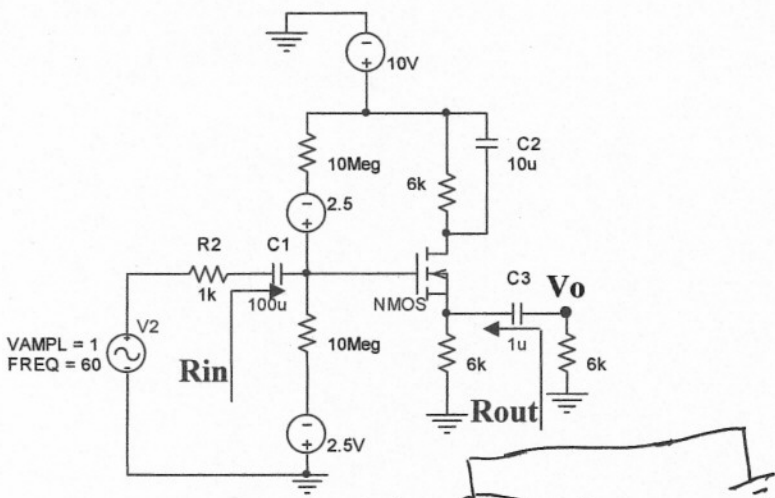 10V
C2
10u
10Meg
6k
2.5
R2
C1
1k
100u
NMOS
C3
Vo
1u
V2
VAMPL = 1
FREQ = 60
Rin
10Meg
6k
6k
Rout
2.5V